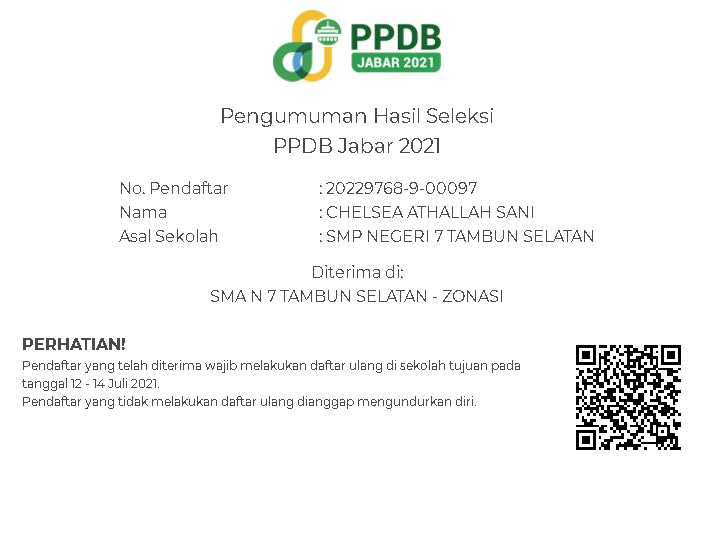 PPDB
JABAR 2021
Pengumuman Hasil Seleksi
PPDB Jabar 2021
No. Pendaftar : 20229768-9-00097
Nama : CHELSEA ATHALLAH SANI
Asal Sekolah : SMP NEGERI 7 TAMBUN SELATAN
Diterima di:
SMA N 7 TAMBUN SELATAN - ZONASI
PERHATIAN!
Pendaftar yang telah diterima wajib melakukan daftar ulang di sekolah tujuan pada
tanggal 12 - 14 Juli 2021.
Pendaftar yang tidak melakukan daftar ulang dianggap mengundurkan diri.